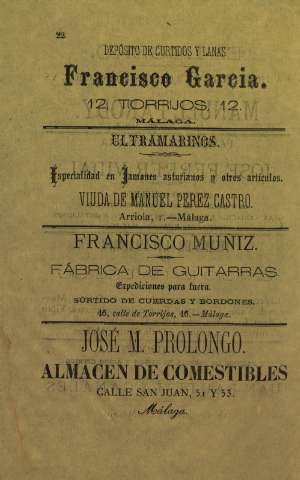 22
DEPÓSITO DE CURTIDOS Y LANAS
Francisco Garcia.
12, TORRIJOS, 12.
MÁLAGA.
ULTRAMARINOS.
Especialidad en Jamones asturianos y otros artículos.
VIUDA DE MANUEL PEREZ CASTRO.
Arriola, 1.—Málaga.
FRANCISCO MUÑIZ.
FÁBRICA DE GUITARRAS
Expediciones para fuera.
SURTIDO DE CUERDAS Y BORDONES.
46, calle de Torrijos, 46.—Málaga.
JOSÉ M. PROLONGO.
ALMACEN DE COMESTIBLES
CALLE SAN JUAN, 51 Y 53.
Málaga.